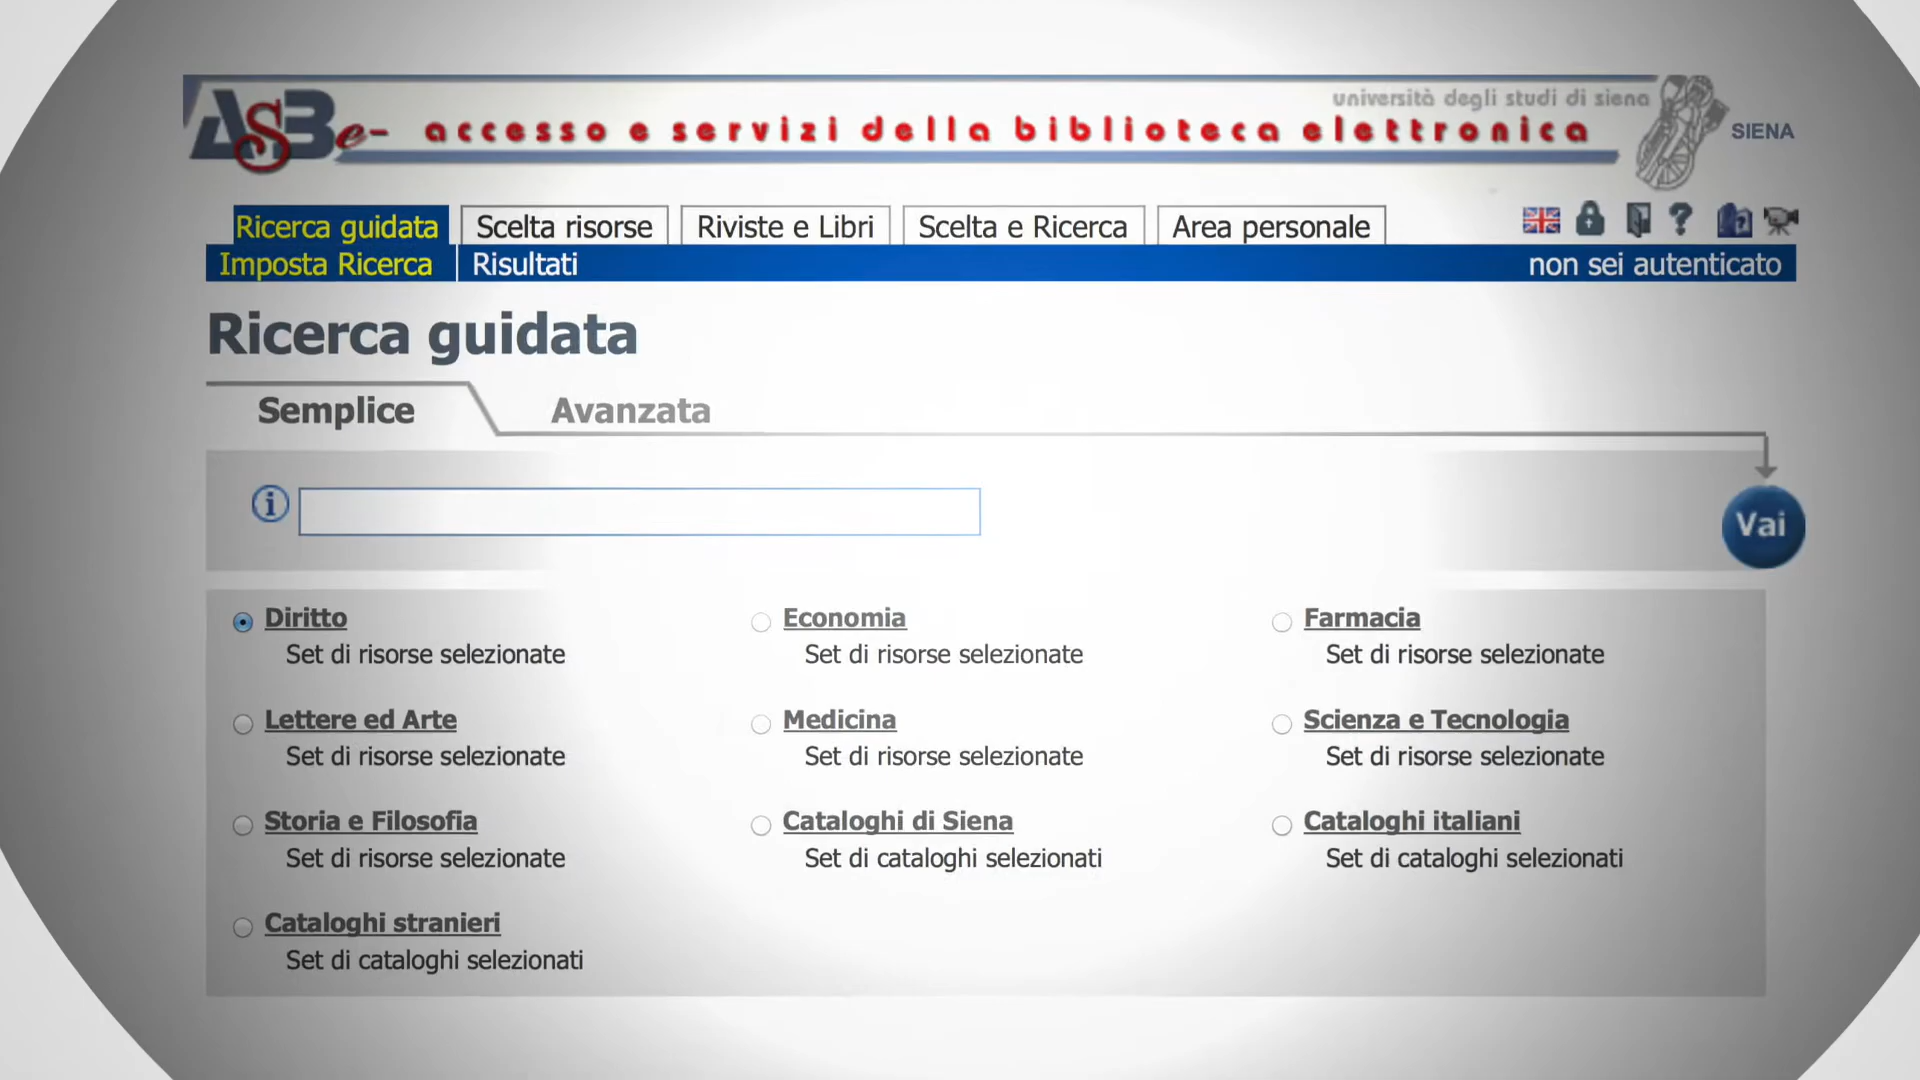 università degli studi di siena
ASBe- accesso e servizi della biblioteca elettronica
SIENA
Ricerca guidata Scelta risorse Riviste e Libri Scelta e Ricerca Area personale
Imposta Ricerca Risultati non sei autenticato
Ricerca guidata
Semplice Avanzata
Vai
Diritto Economia Farmacia
Set di risorse selezionate Set di risorse selezionate Set di risorse selezionate
Lettere ed Arte Medicina Scienza e Tecnologia
Set di risorse selezionate Set di risorse selezionate Set di risorse selezionate
Storia e Filosofia Cataloghi di Siena Cataloghi italiani
Set di risorse selezionate Set di cataloghi selezionati Set di cataloghi selezionati
Cataloghi stranieri
Set di cataloghi selezionati